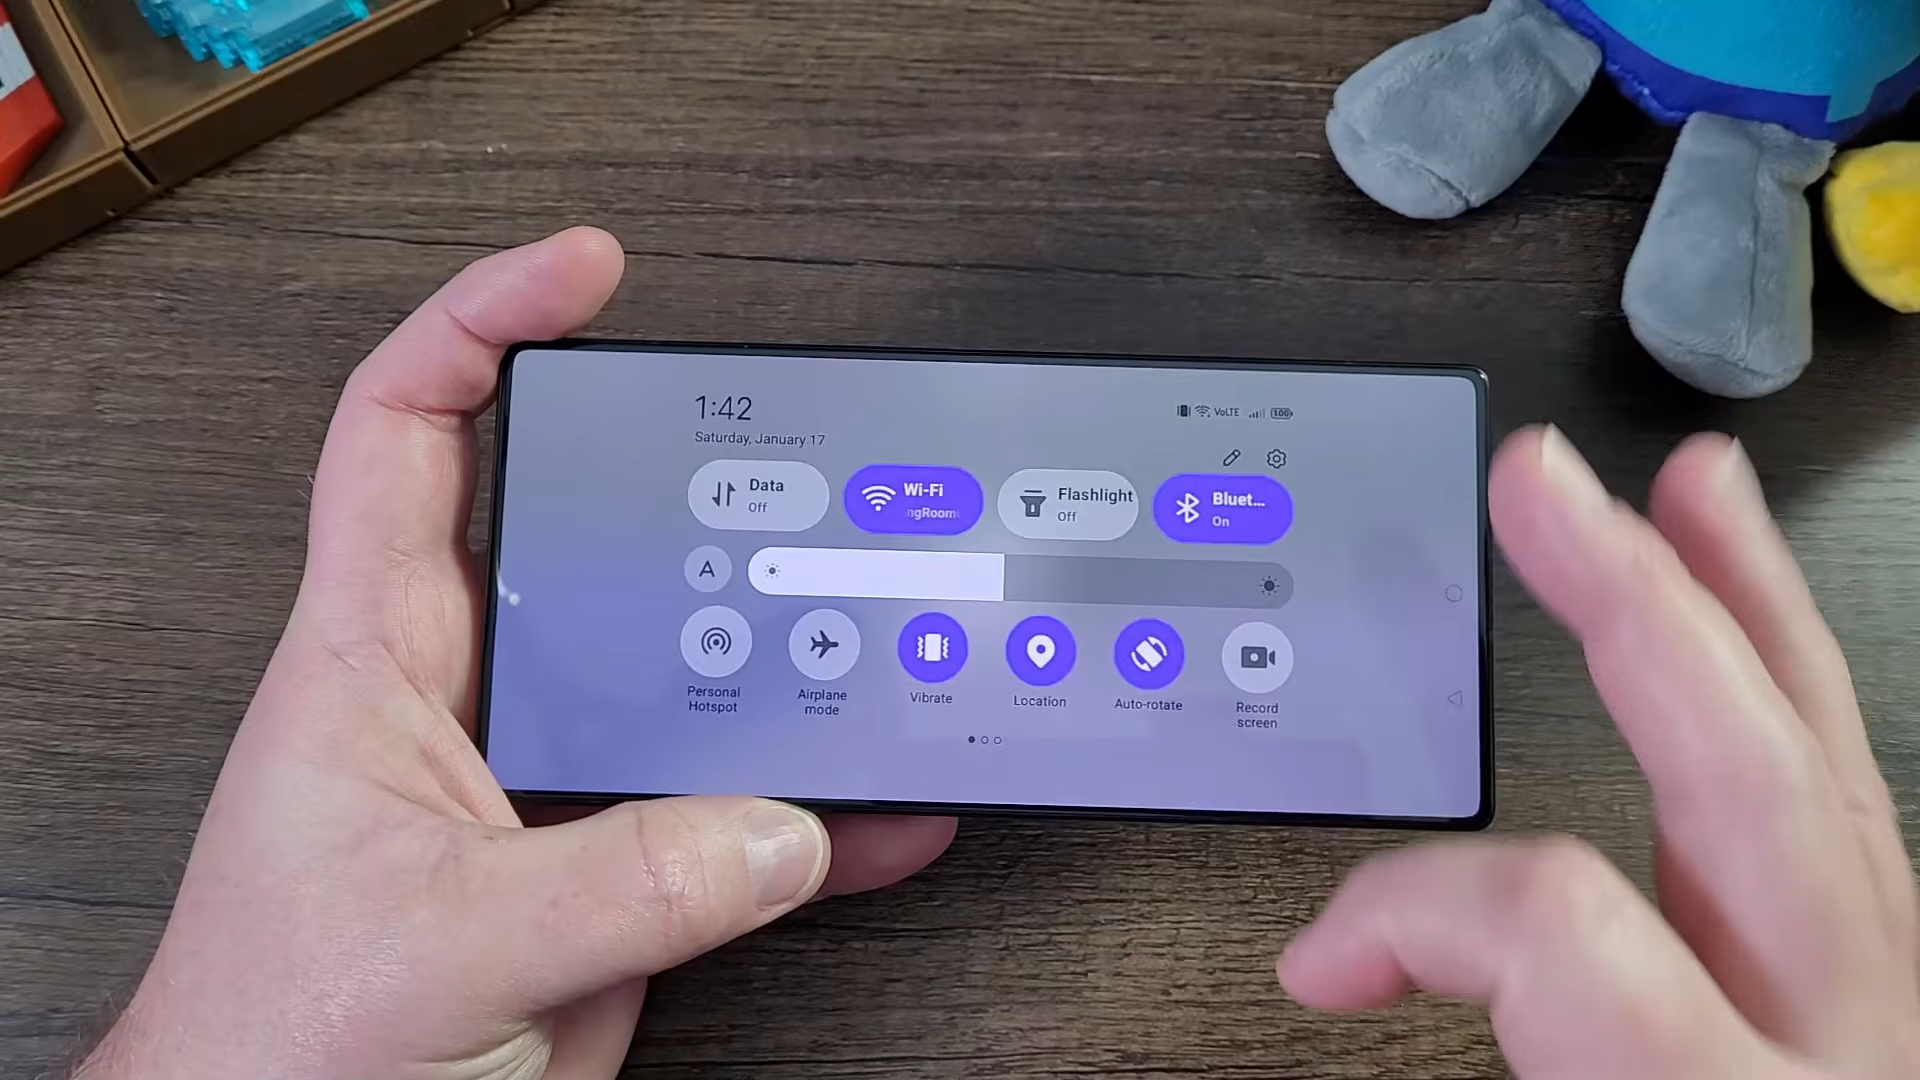 1:42
VoLTE 100
Saturday, January 17
Data
Off
Wi-Fi
ngRoom
Flashlight
Off
Bluet...
On
A
Personal
Hotspot
Airplane
mode
Vibrate
Location
Auto-rotate
Record
screen